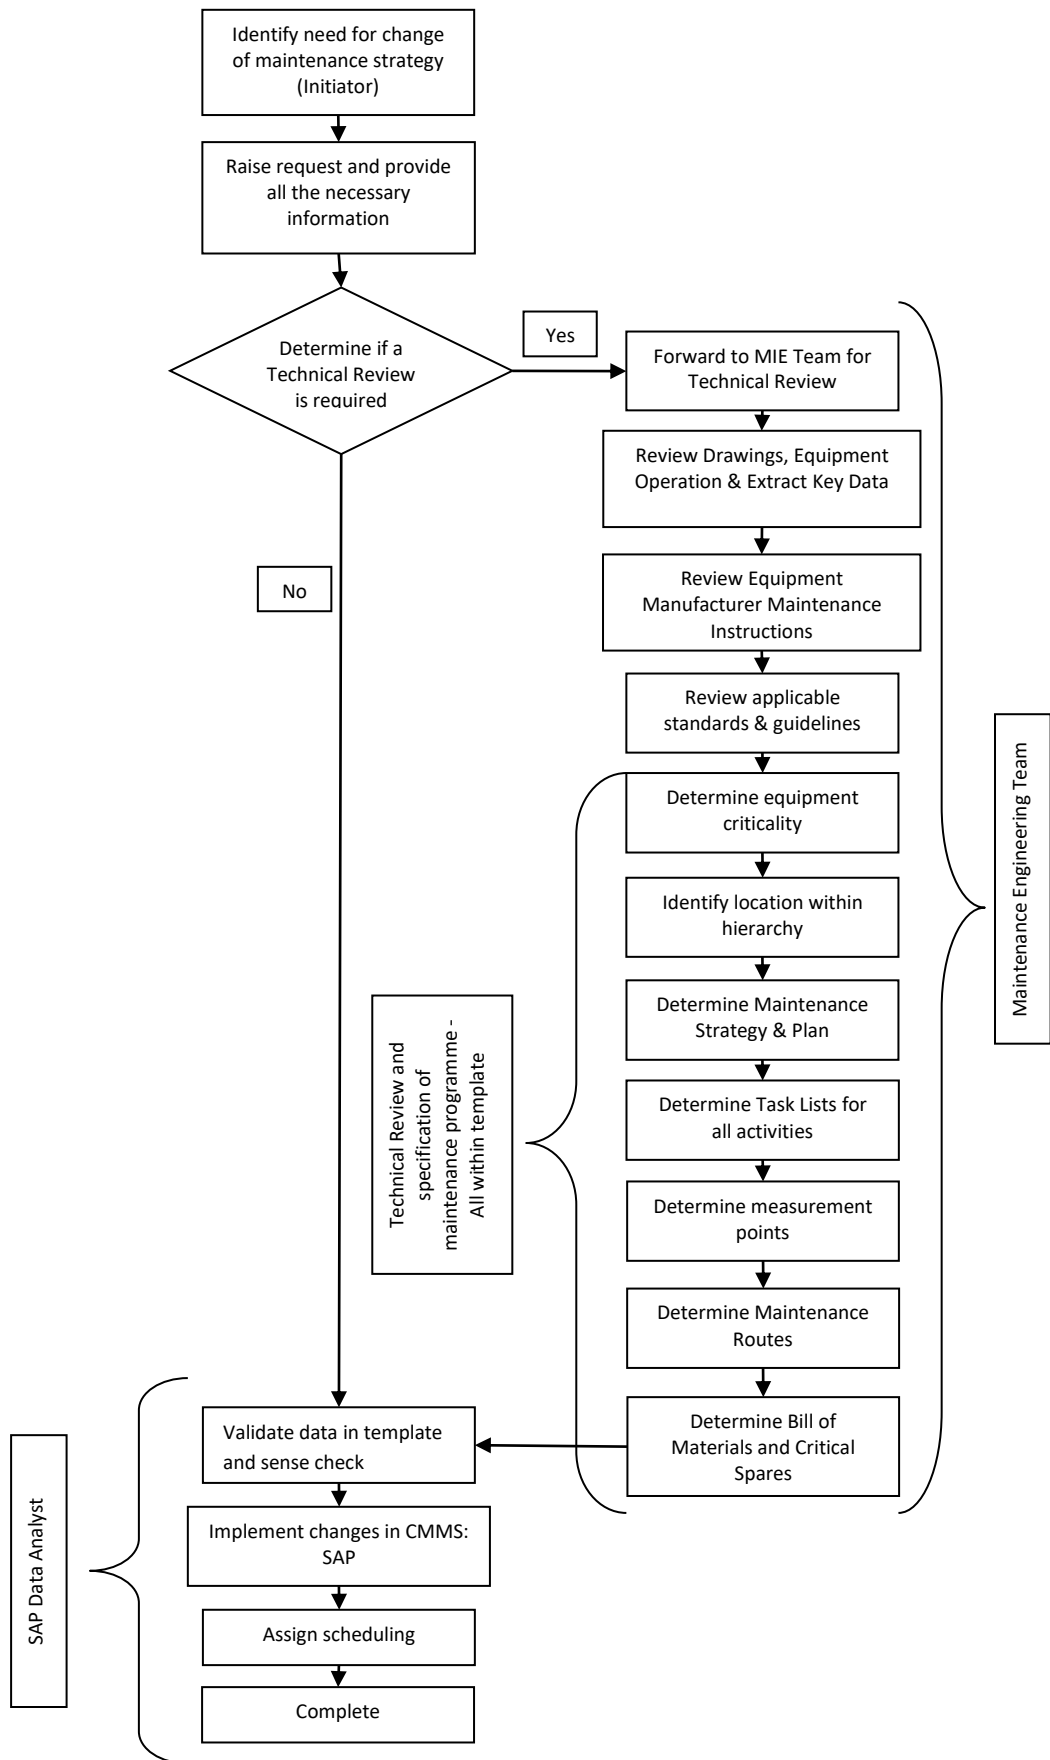 Identify need for change
of maintenance strategy
(Initiator)
Raise request and provide
all the necessary
information
Determine if a
Technical Review
is required
Yes
No
Forward to MIE Team for
Technical Review
Review Drawings, Equipment
Operation & Extract Key Data
Review Equipment
Manufacturer Maintenance
Instructions
Review applicable
standards & guidelines
Determine equipment
criticality
Identify location within
hierarchy
Determine Maintenance
Strategy & Plan
Determine Task Lists for
all activities
Determine measurement
points
Determine Maintenance
Routes
Determine Bill of
Materials and Critical
Spares
Maintenance Engineering Team
Technical Review and
specification of
maintenance programme -
All within template
Validate data in template
and sense check
Implement changes in CMMS:
SAP
Assign scheduling
Complete
SAP Data Analyst